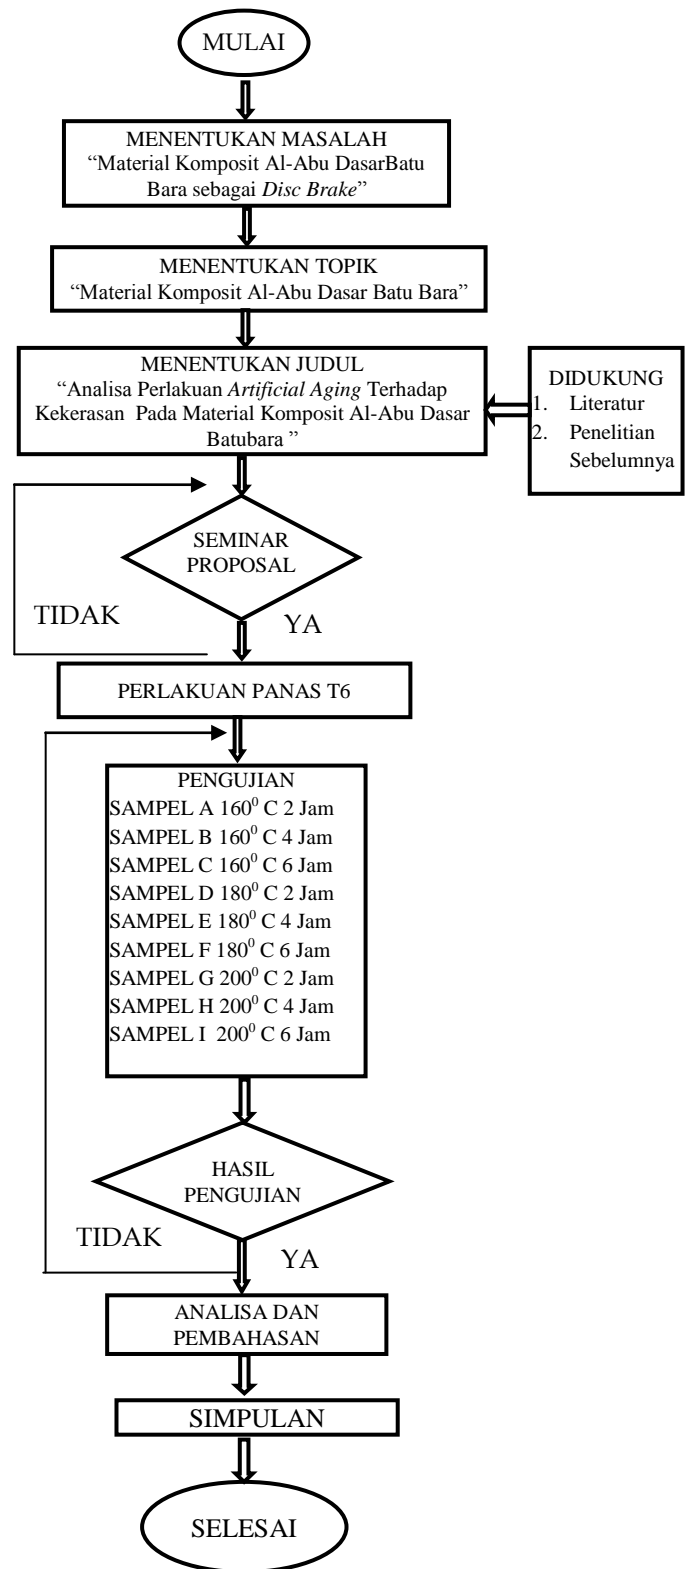 MULAI
MENENTUKAN MASALAH
“Material Komposit Al-Abu DasarBatu
Bara sebagai Disc Brake”
MENENTUKAN TOPIK
“Material Komposit Al-Abu Dasar Batu Bara”
MENENTUKAN JUDUL
“Analisa Perlakuan Artificial Aging Terhadap
Kekerasan Pada Material Komposit Al-Abu Dasar
Batubara ”
DIDUKUNG
1. Literatur
2. Penelitian
Sebelumnya
SEMINAR
PROPOSAL
TIDAK
YA
PERLAKUAN PANAS T6
PENGUJIAN
SAMPEL A 160⁰ C 2 Jam
SAMPEL B 160⁰ C 4 Jam
SAMPEL C 160⁰ C 6 Jam
SAMPEL D 180⁰ C 2 Jam
SAMPEL E 180⁰ C 4 Jam
SAMPEL F 180⁰ C 6 Jam
SAMPEL G 200⁰ C 2 Jam
SAMPEL H 200⁰ C 4 Jam
SAMPEL I 200⁰ C 6 Jam
HASIL
PENGUJIAN
TIDAK
YA
ANALISA DAN
PEMBAHASAN
SIMPULAN
SELESAI